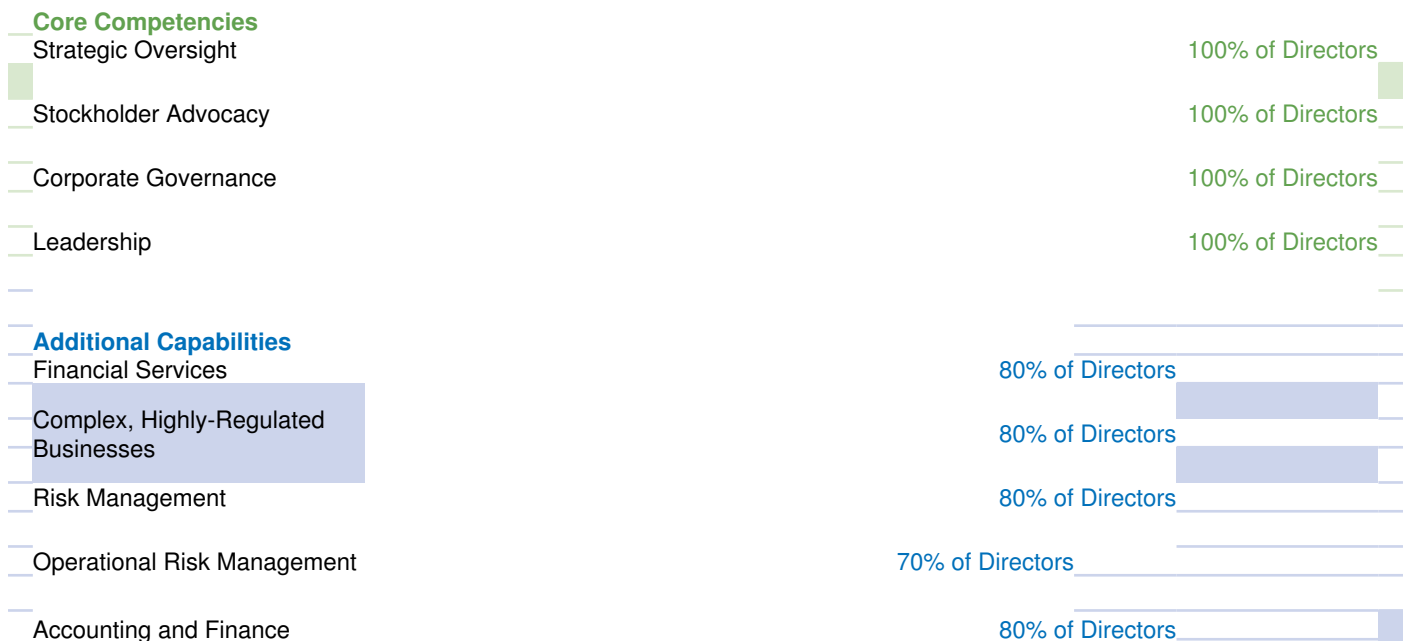 Core Competencies
Strategic Oversight 100% of Directors
Stockholder Advocacy 100% of Directors
Corporate Governance 100% of Directors
Leadership 100% of Directors
Additional Capabilities
Financial Services 80% of Directors
Complex, Highly-Regulated
Businesses 80% of Directors
Risk Management 80% of Directors
Operational Risk Management 70% of Directors
Accounting and Finance 80% of Directors